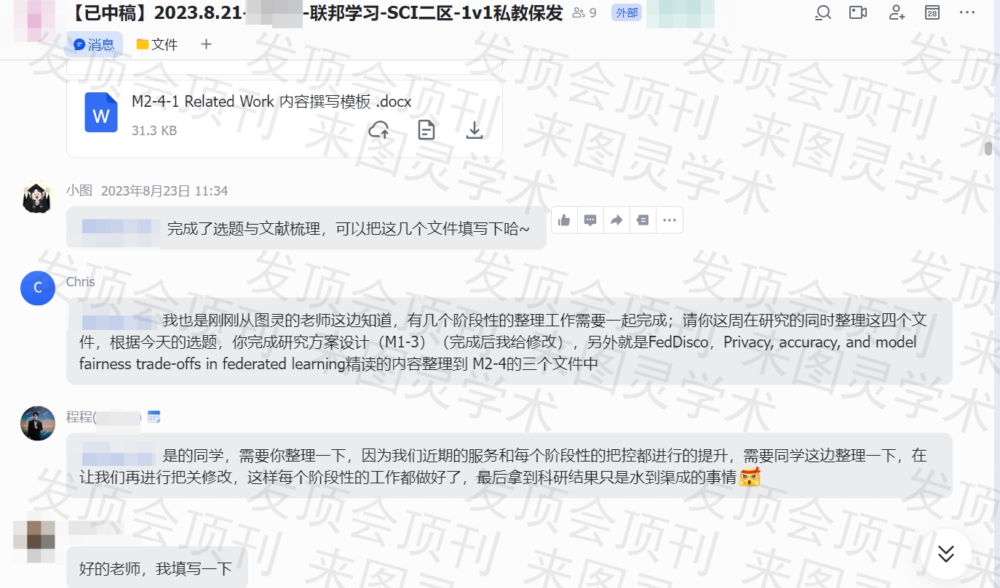 【已中稿】2023.8.21- -联邦学习-SCI二区-1v1私教保发 9 外部
28
消息 文件
W
M2-4-1 Related Work 内容撰写模板 .docx
31.3 KB
小图 2023年8月23日 11:34
完成了选题与文献梳理，可以把这几个文件填写下哈~
C
Chris
我也是刚刚从图灵的老师这边知道，有几个阶段性的整理工作需要一起完成；请你这周在研究的同时整理这四个文
件，根据今天的选题，你完成研究方案设计（M1-3）（完成后我给修改），另外就是FedDisco，Privacy, accuracy, and model
fairness trade-offs in federated learning精读的内容整理到 M2-4的三个文件中
程程( )
是的同学，需要你整理一下，因为我们近期的服务和每个阶段性的把控都进行的提升，需要同学这边整理一下，在
让我们再进行把关修改，这样每个阶段性的工作都做好了，最后拿到科研结果只是水到渠成的事情
好的老师，我填写一下
发顶会顶刊
来图灵学术